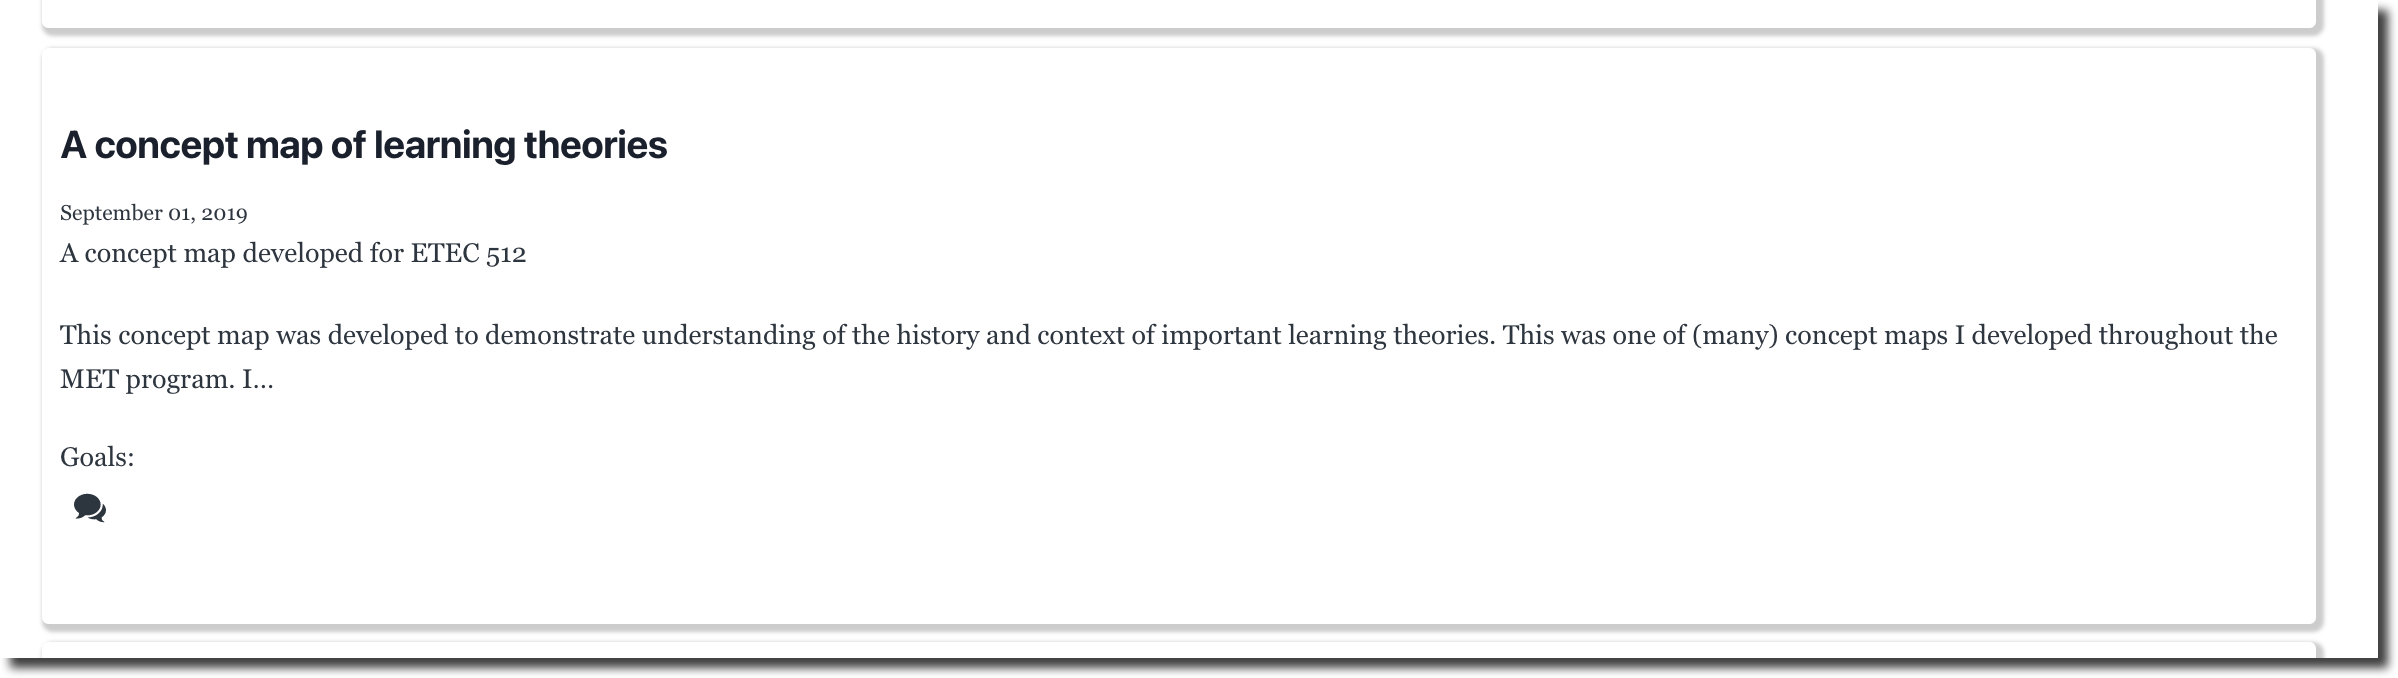 A concept map of learning theories
September 01, 2019
A concept map developed for ETEC 512
This concept map was developed to demonstrate understanding of the history and context of important learning theories. This was one of (many) concept maps I developed throughout the
MET program. I...
Goals: